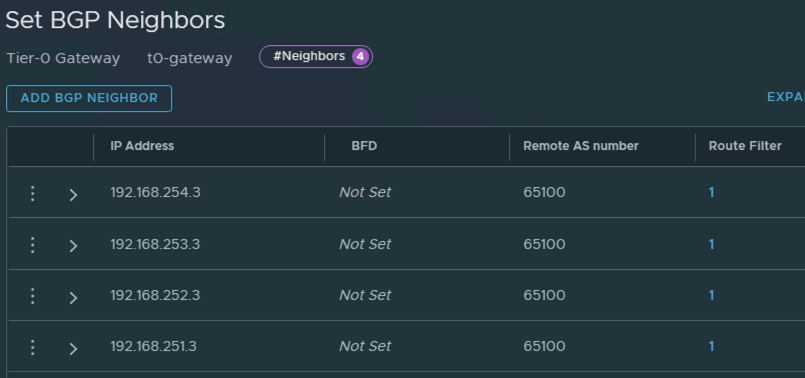 Set BGP Neighbors
Tier-0 Gateway t0-gateway #Neighbors 4
ADD BGP NEIGHBOR EXPA
IP Address BFD Remote AS number Route Filter
192.168.254.3 Not Set 65100 1
192.168.253.3 Not Set 65100 1
192.168.252.3 Not Set 65100 1
192.168.251.3 Not Set 65100 1